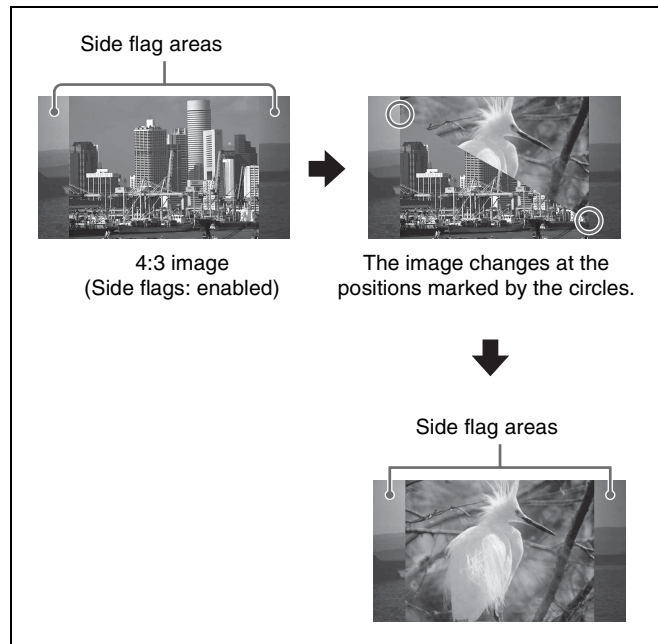 Side flag areas
4:3 image
(Side flags: enabled)
The image changes at the
positions marked by the circles.
Side flag areas